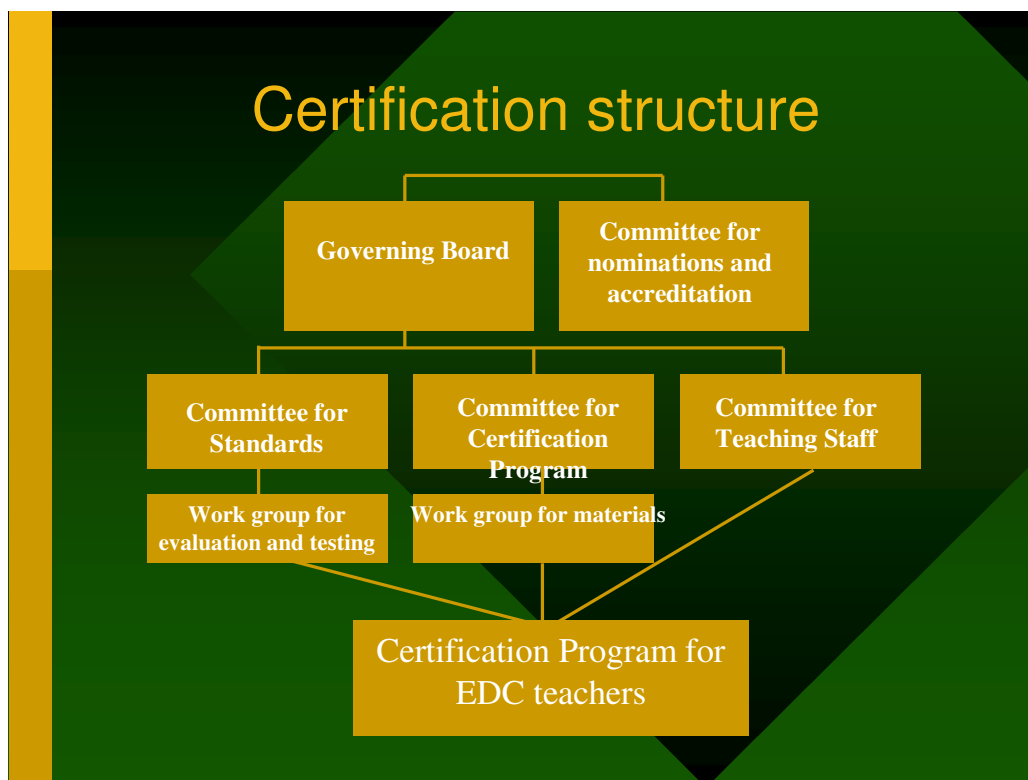 Certification structure
Governing Board
Committee for
nominations and
accreditation
Committee for
Standards
Committee for
Certification
Program
Committee for
Teaching Staff
Work group for
evaluation and testing
Work group for materials
Certification Program for
EDC teachers